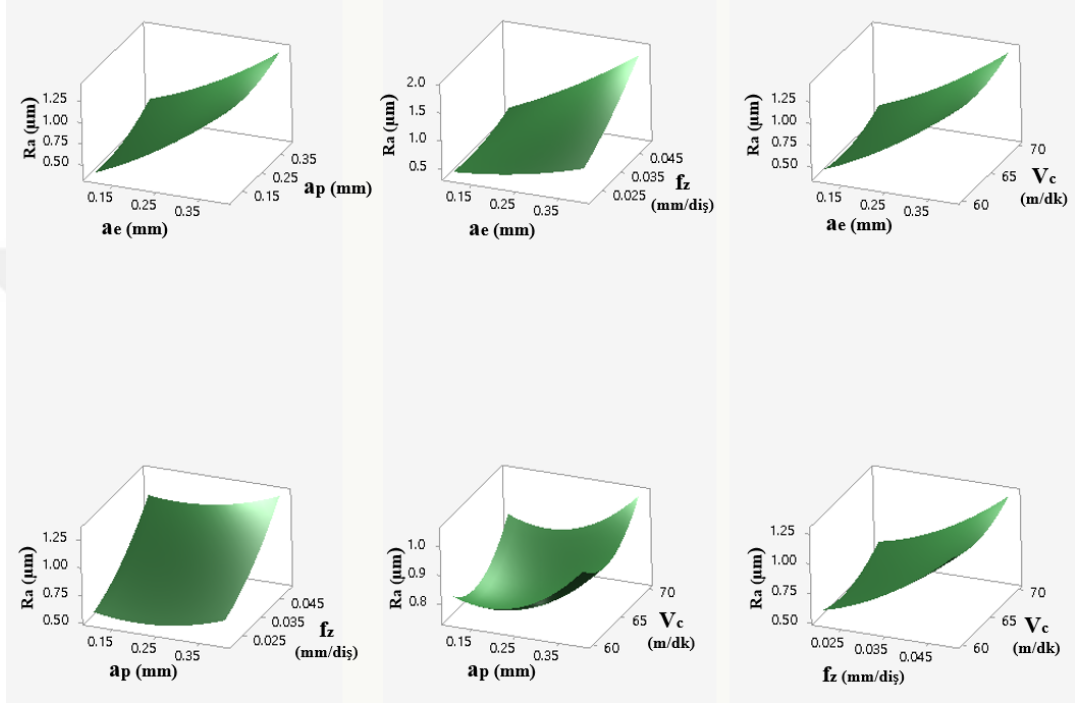 Ra (µm)
1.25
1.00
0.75
0.50
0.15
0.25
0.35
ae (mm)
0.15
0.25
0.35
ap (mm)
Ra (µm)
2.0
1.5
1.0
0.5
0.15
0.25
0.35
ae (mm)
0.025
0.035
0.045
fz
(mm/diş)
Ra (µm)
1.25
1.00
0.75
0.50
0.15
0.25
0.35
ae (mm)
60
65
70
Vc
(m/dk)
Ra (µm)
1.25
1.00
0.75
0.50
0.15
0.25
0.35
ap (mm)
0.025
0.035
0.045
fz
(mm/diş)
Ra (µm)
1.0
0.9
0.8
0.15
0.25
0.35
ap (mm)
60
65
70
Vc
(m/dk)
Ra (µm)
1.25
1.00
0.75
0.50
0.025
0.035
0.045
fz (mm/diş)
60
65
70
Vc
(m/dk)